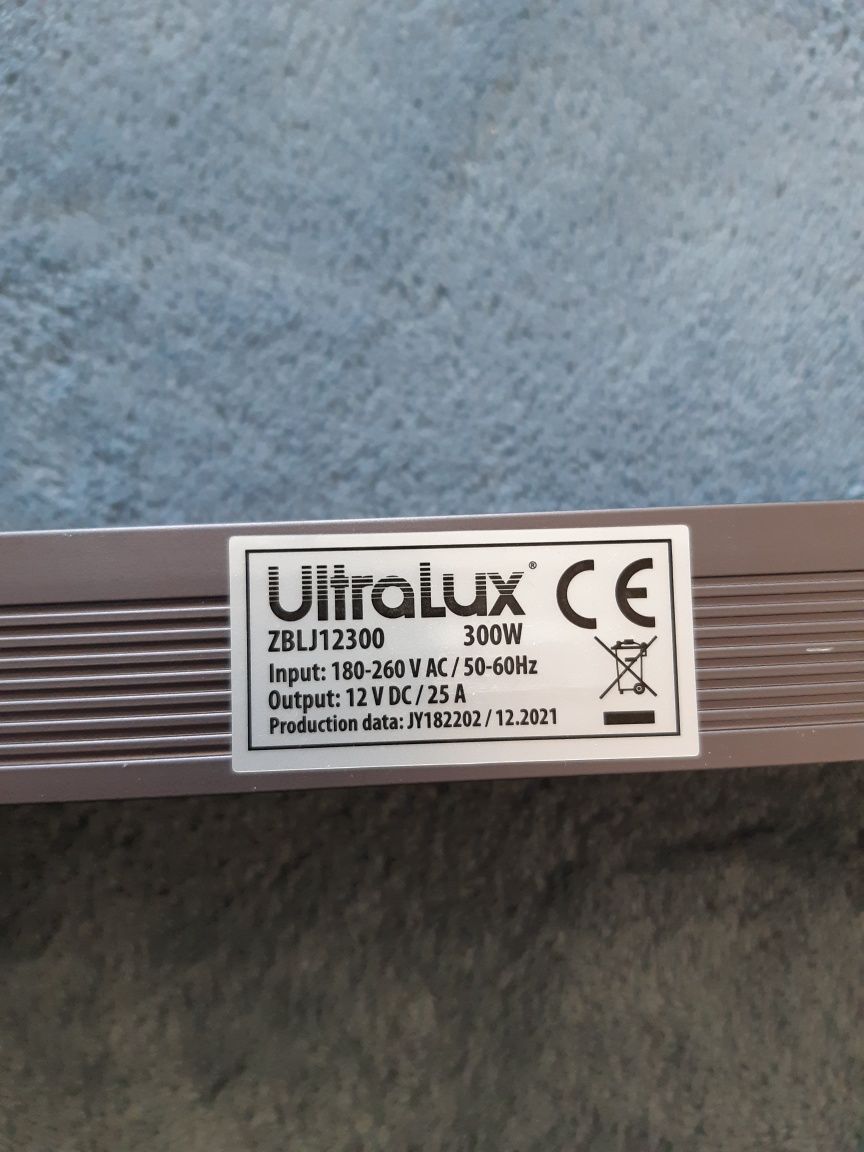 UltraLux® CE
ZBLJ12300 300W
Input: 180-260 V AC / 50-60Hz
Output: 12 V DC / 25 A
Production data: JY182202 / 12.2021